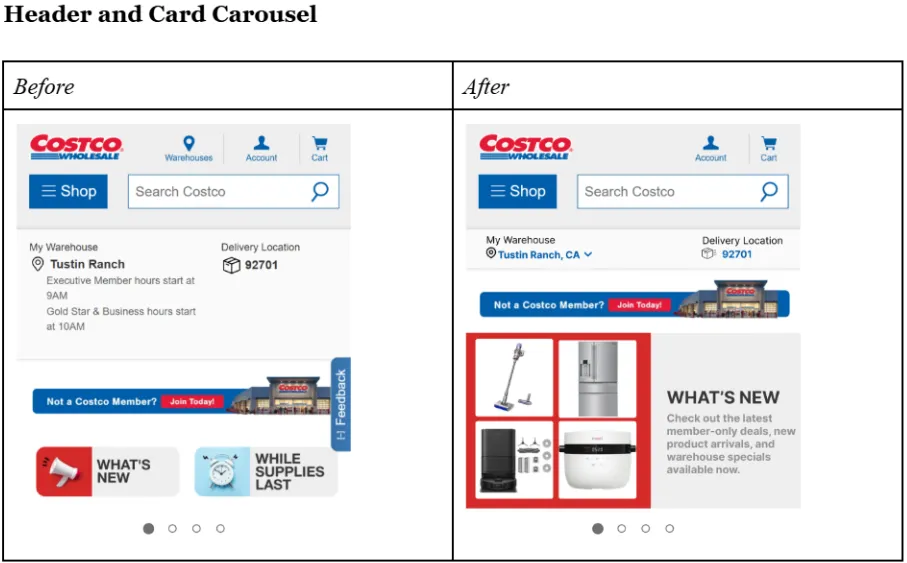 Header and Card Carousel
Before
After
COSTCO
WHOLESALE
Warehouses
Account
Cart
Shop
Search Costco
My Warehouse
Tustin Ranch
Executive Member hours start at
9AM
Gold Star & Business hours start
at 10AM
Delivery Location
92701
Not a Costco Member? Join Today!
COSTCO
Feedback
WHAT'S
NEW
WHILE
SUPPLIES
LAST
COSTCO
WHOLESALE
Account
Cart
Shop
Search Costco
My Warehouse
Tustin Ranch, CA
Delivery Location
92701
Not a Costco Member? Join Today!
COSTCO
WHAT'S NEW
Check out the latest
member-only deals, new
product arrivals, and
warehouse specials
available now.